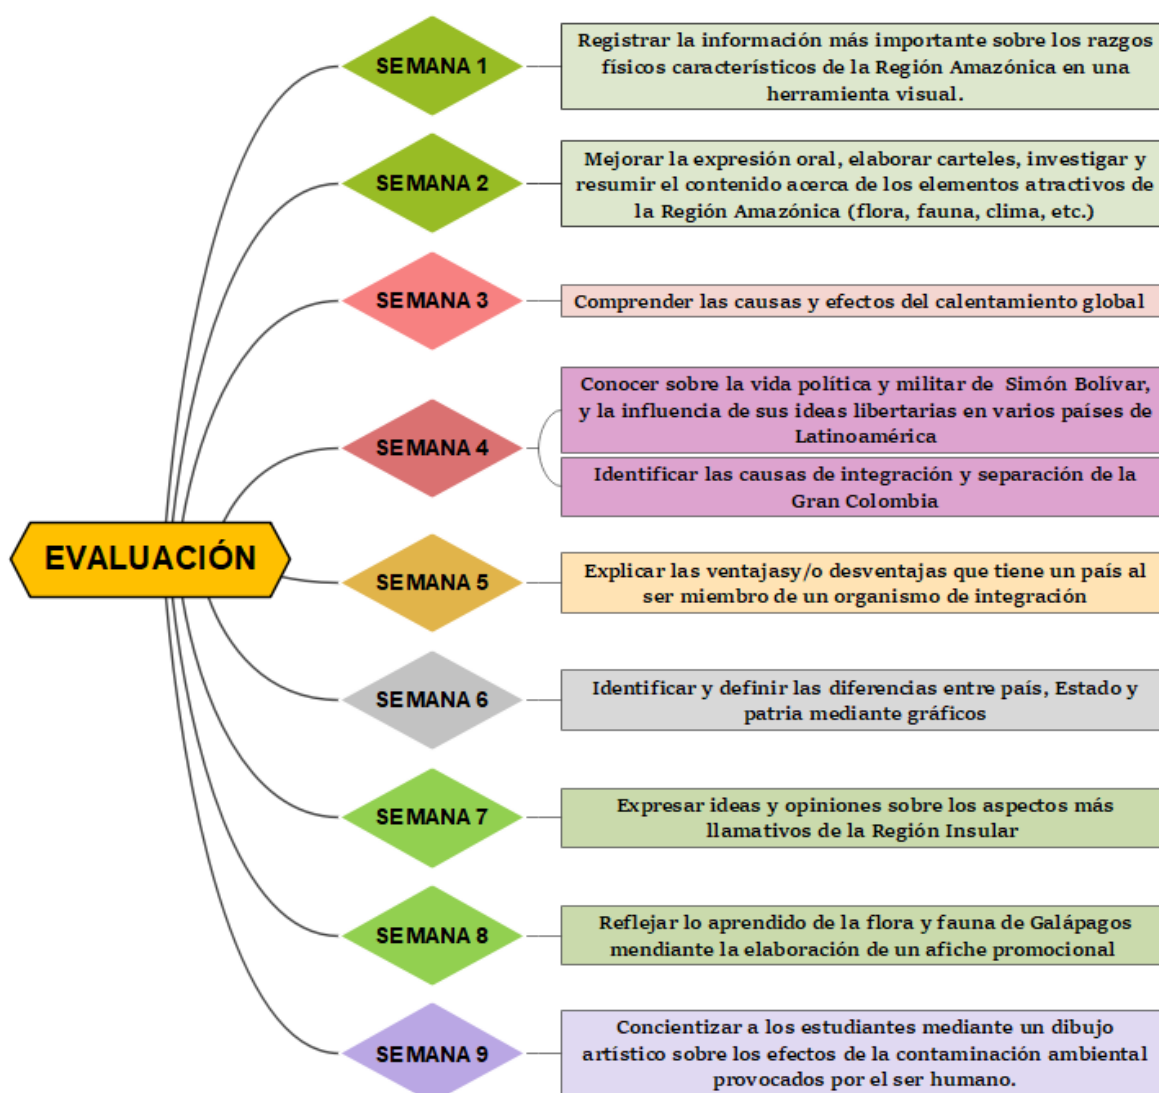 SEMANA 1
Registrar la información más importante sobre los razgos
físicos característicos de la Región Amazónica en una
herramienta visual.
SEMANA 2
Mejorar la expresión oral, elaborar carteles, investigar y
resumir el contenido acerca de los elementos atractivos de
la Región Amazónica (flora, fauna, clima, etc.)
SEMANA 3
Comprender las causas y efectos del calentamiento global
SEMANA 4
Conocer sobre la vida política y militar de  Simón Bolívar,
y la influencia de sus ideas libertarias en varios países de
Latinoamérica
Identificar las causas de integración y separación de la
Gran Colombia
EVALUACIÓN
SEMANA 5
Explicar las ventajasy/o desventajas que tiene un país al
ser miembro de un organismo de integración
SEMANA 6
Identificar y definir las diferencias entre país, Estado y
patria mediante gráficos
SEMANA 7
Expresar ideas y opiniones sobre los aspectos más
llamativos de la Región Insular
SEMANA 8
Reflejar lo aprendido de la flora y fauna de Galápagos
mendiante la elaboración de un afiche promocional
SEMANA 9
Concientizar a los estudiantes mediante un dibujo
artístico sobre los efectos de la contaminación ambiental
provocados por el ser humano.